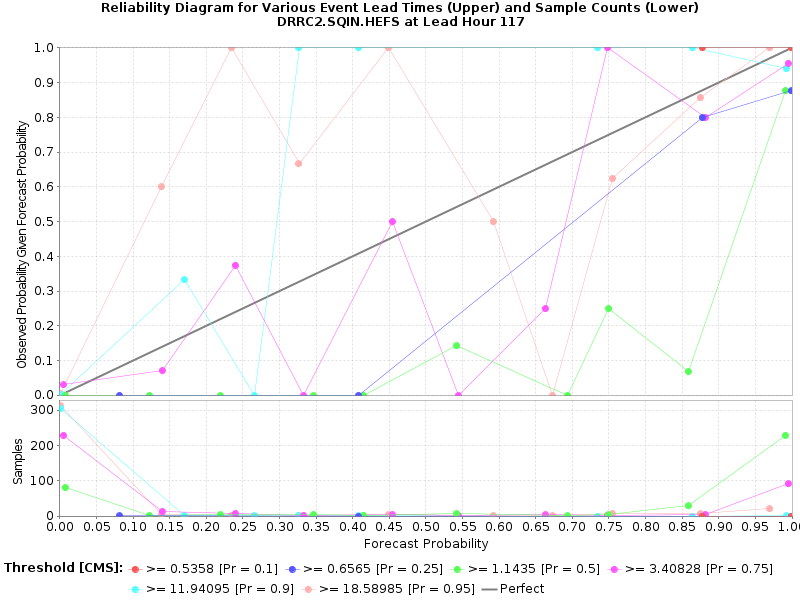 Reliability Diagram for Various Event Lead Times (Upper) and Sample Counts (Lower)
DRRC2.SQIN.HEFS at Lead Hour 117
Observed Probability Given Forecast Probability
1.0
0.9
0.8
0.7
0.6
0.5
0.4
0.3
0.2
0.1
0.0
Samples
300
200
100
0
0.00 0.05 0.10 0.15 0.20 0.25 0.30 0.35 0.40 0.45 0.50 0.55 0.60 0.65 0.70 0.75 0.80 0.85 0.90 0.95 1.00
Forecast Probability
Threshold [CMS]: >= 0.5358 [Pr = 0.1] >= 0.6565 [Pr = 0.25] >= 1.1435 [Pr = 0.5] >= 3.40828 [Pr = 0.75]
>= 11.94095 [Pr = 0.9] >= 18.58985 [Pr = 0.95] Perfect